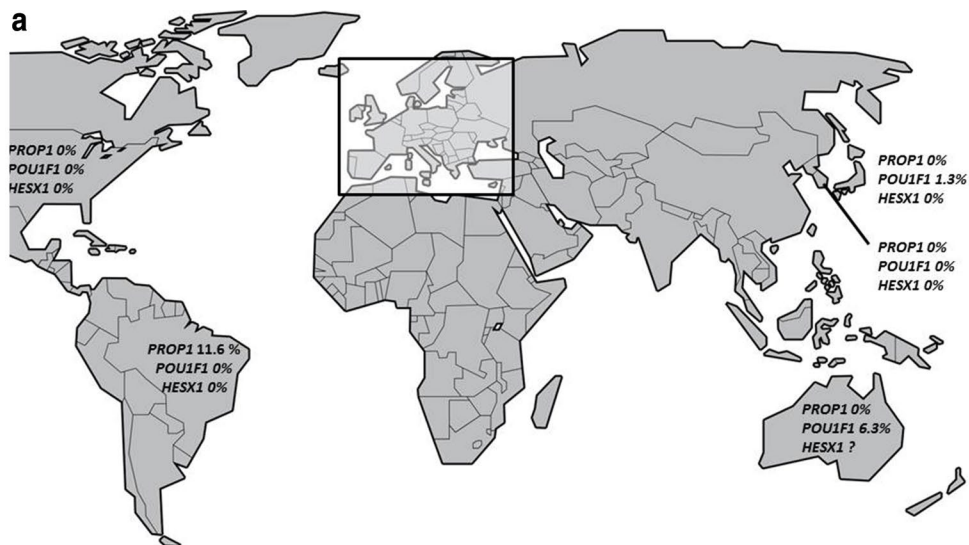 a
PROP1 0%
POU1F1 0%
HESX1 0%
PROP1 0%
POU1F1 1.3%
HESX1 0%
PROP1 0%
POU1F1 0%
HESX1 0%
PROP1 11.6 %
POU1F1 0%
HESX1 0%
PROP1 0%
POU1F1 6.3%
HESX1 ?